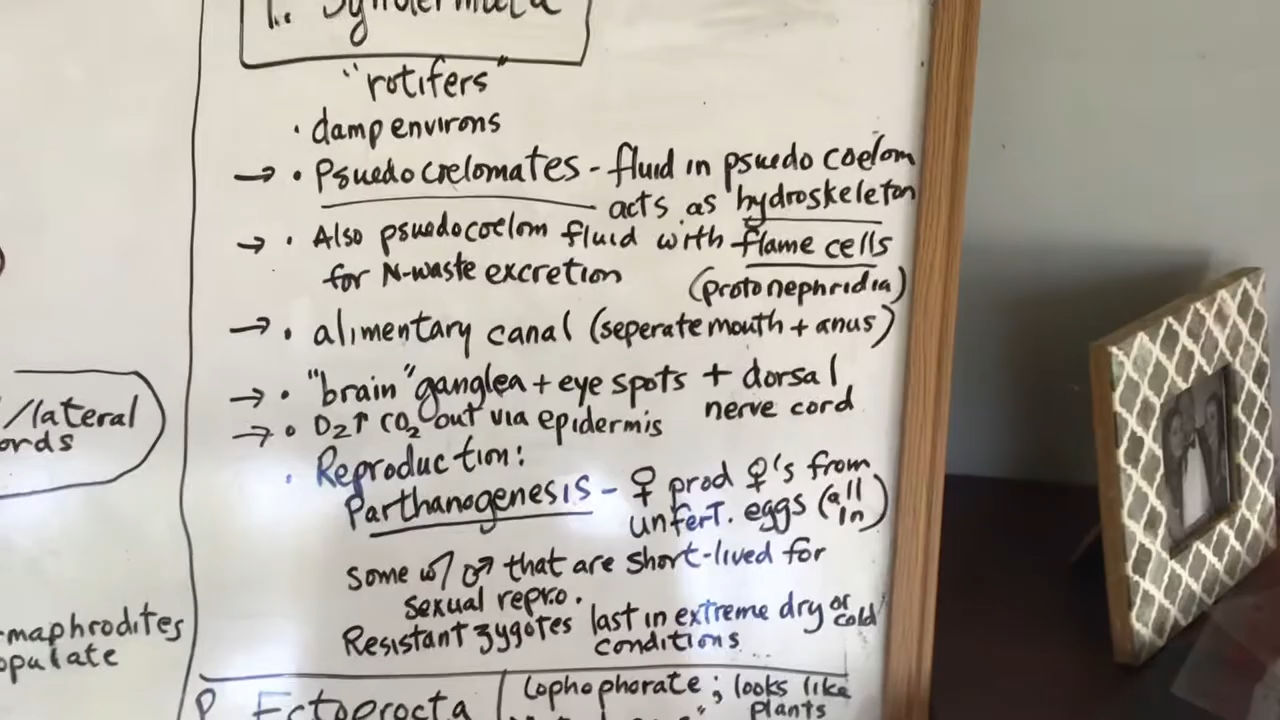 "rotifers"
· damp environs
→ · Psuedocoelomates - fluid in psuedo coelom
acts as hydroskeleton
→ · Also psuedocoelom fluid with flame cells
for N-waste excretion (protonephridia)
→ · alimentary canal (seperate mouth + anus)
→ · "brain" ganglea + eye spots + dorsal
nerve cord
→ · O2↑ CO2 out via epidermis
· Reproduction:
Parthanogenesis - ♀ prod ♀'s from
unfert. eggs (all in)
some w/ ♂ that are short-lived for
sexual repro.
Resistant zygotes last in extreme dry or cold
conditions
/lateral
ords
maphrodites
opulate
P. Ectoprocta
Lophophorate; looks like
plants